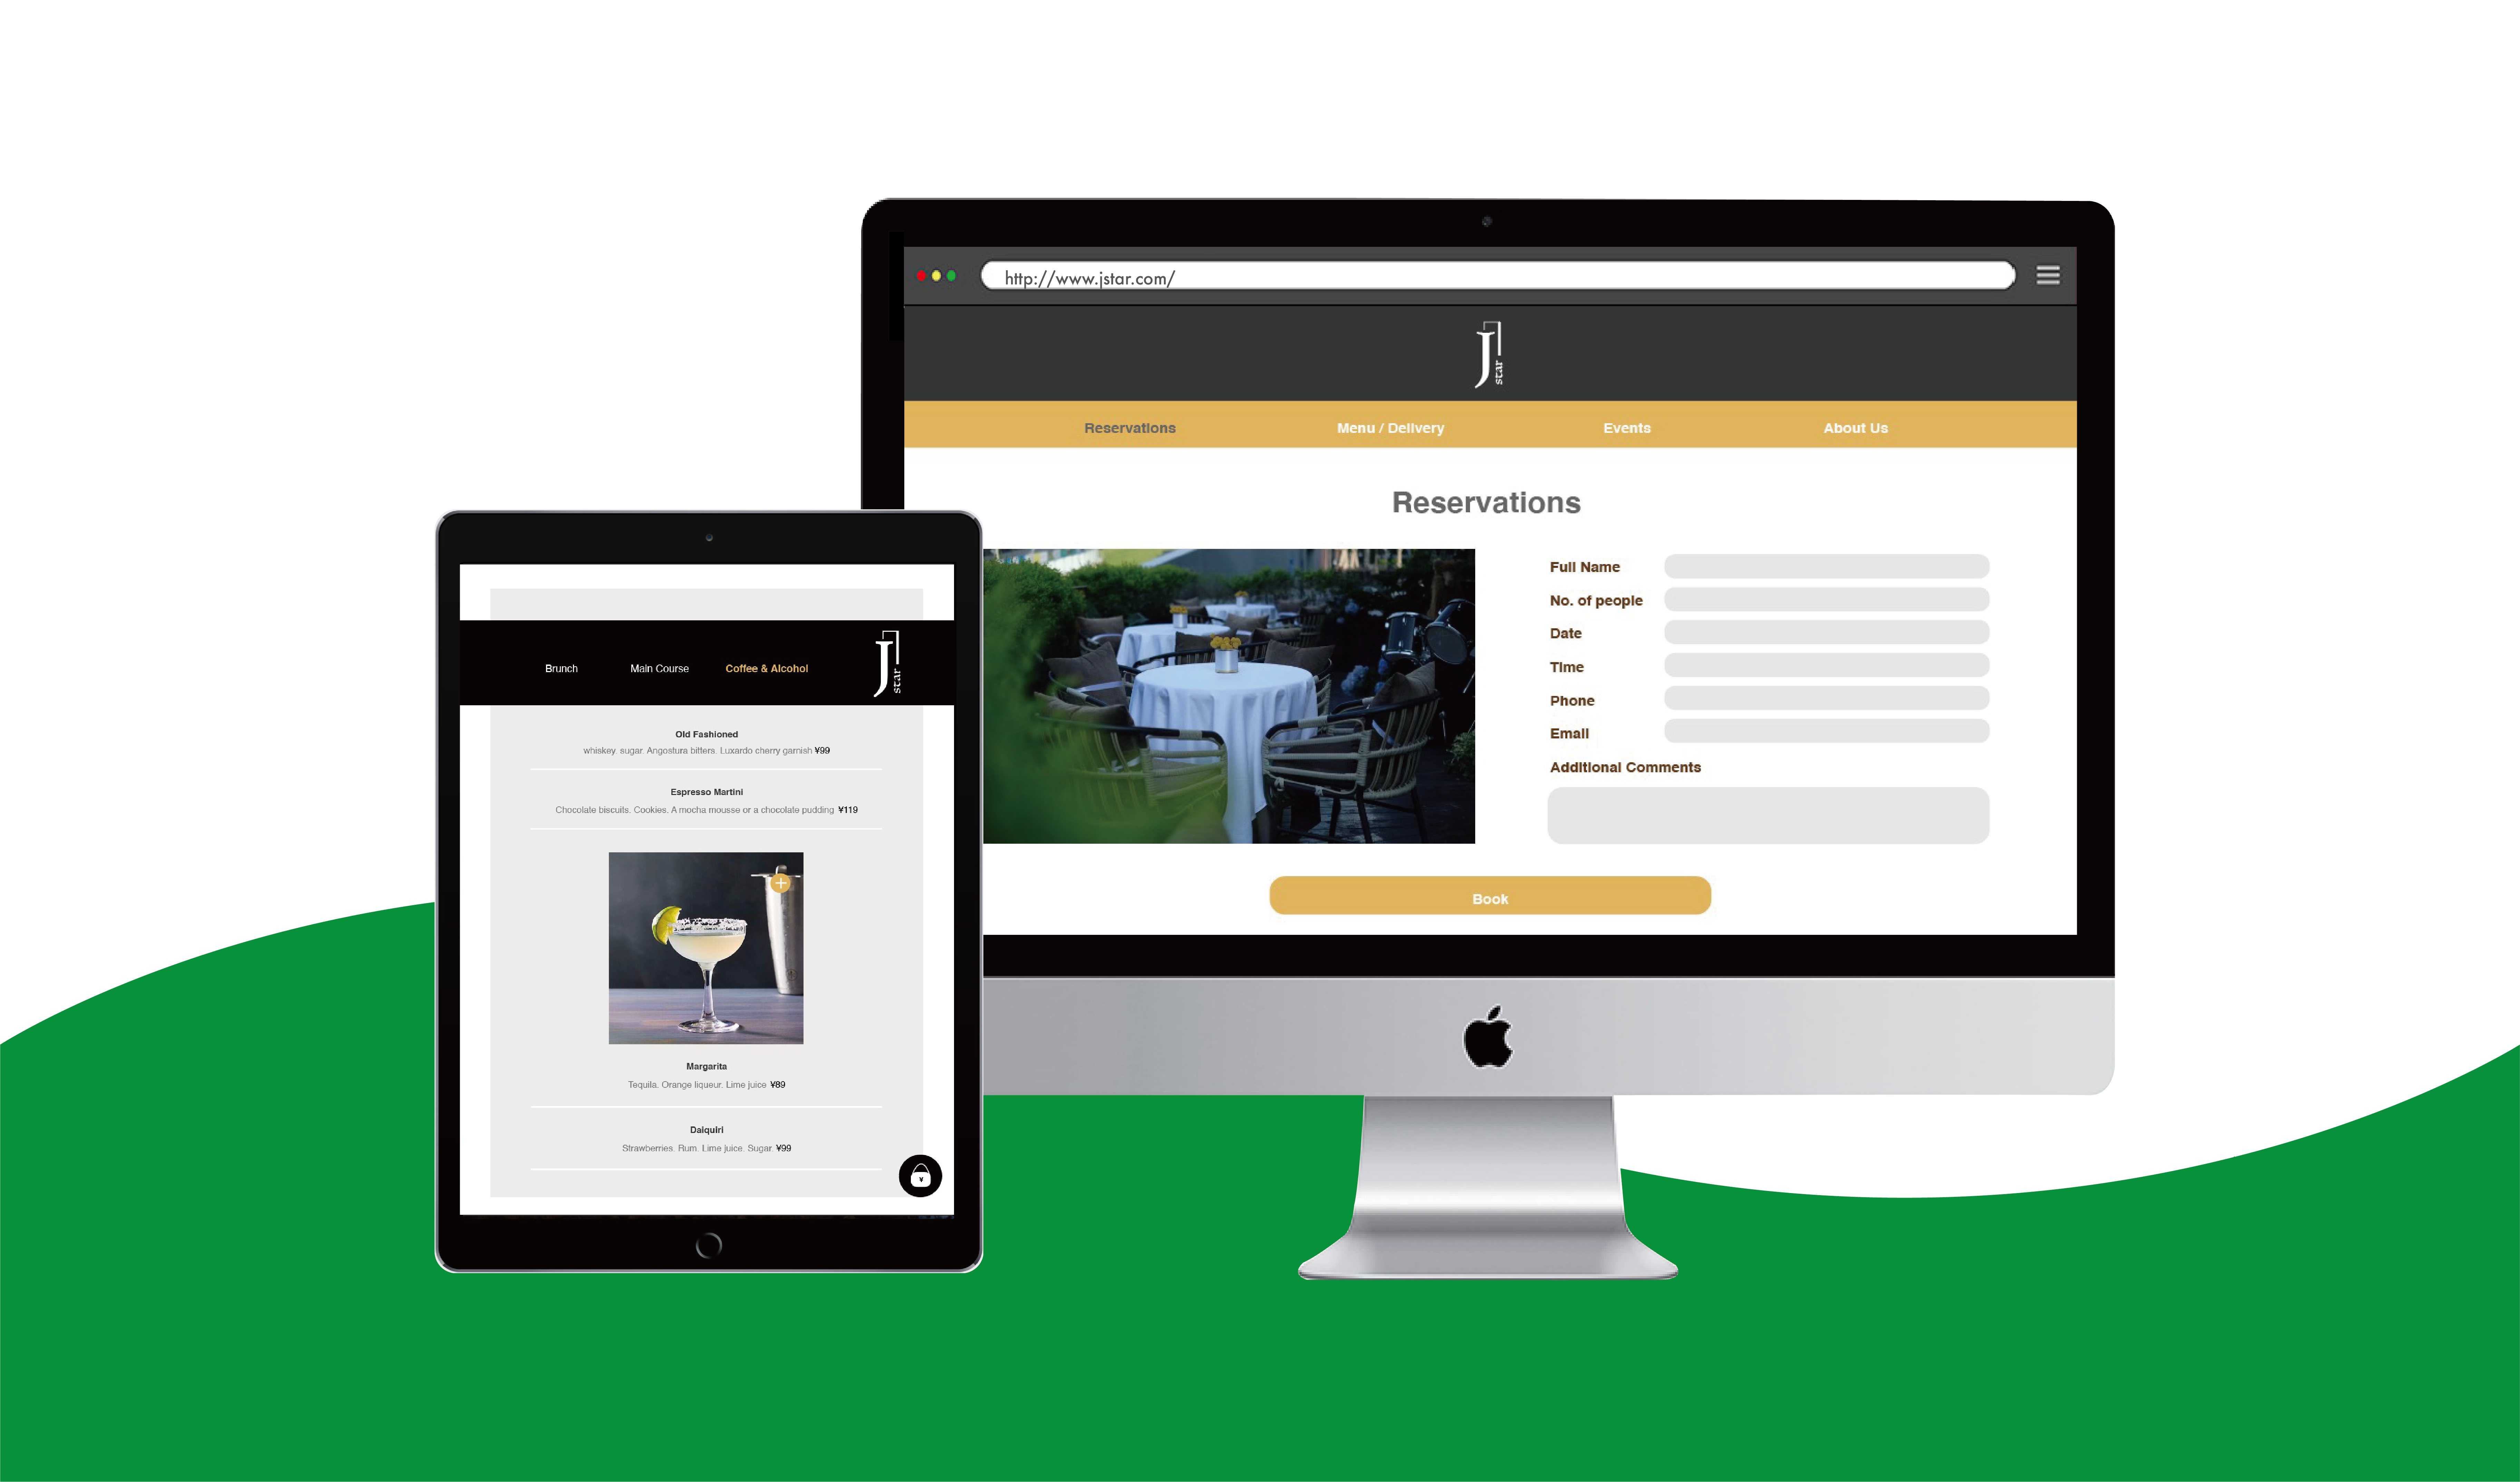 http://www.jstar.com/
J star
Reservations Menu / Delivery Events About Us
Reservations
Full Name
No. of people
Date
Time
Phone
Email
Additional Comments
Book
Brunch Main Course Coffee & Alcohol
J star
Old Fashioned
whiskey. sugar. Angostura bitters. Luxardo cherry garnish ¥99
Espresso Martini
Chocolate biscuits. Cookies. A mocha mousse or a chocolate pudding ¥119
Margarita
Tequila. Orange liqueur. Lime juice ¥89
Daiquiri
Strawberries. Rum. Lime juice. Sugar. ¥99
¥